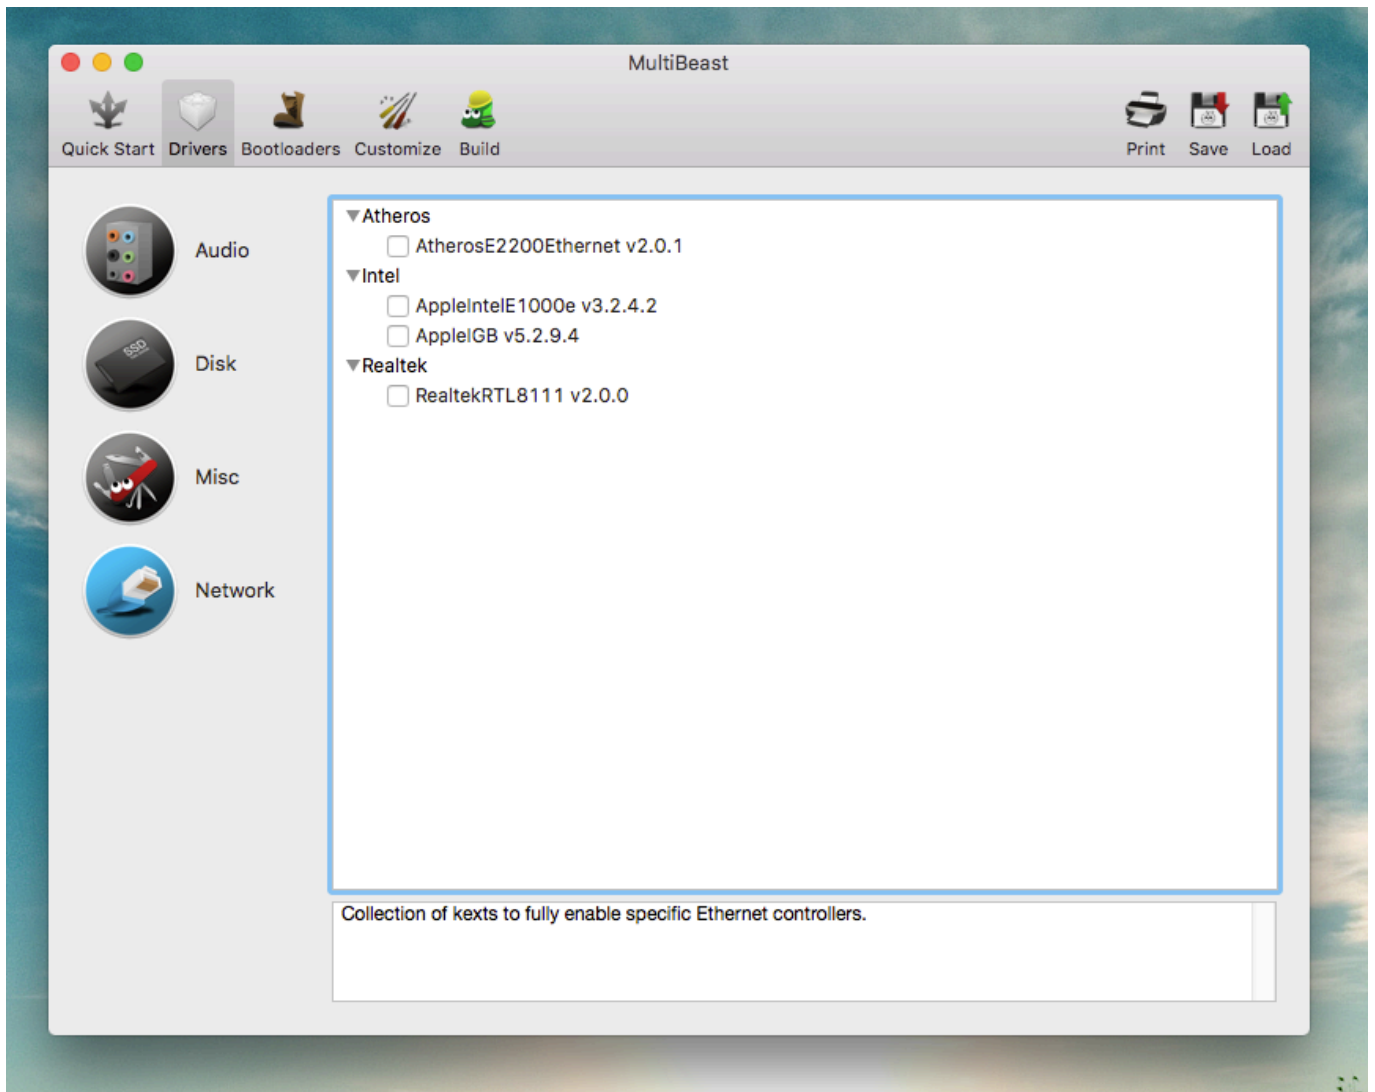 MultiBeast
Quick Start Drivers Bootloaders Customize Build Print Save Load
Audio
Disk
SSD
Misc
Network
Atheros
AtherosE2200Ethernet v2.0.1
Intel
AppleIntelE1000e v3.2.4.2
AppleIGB v5.2.9.4
Realtek
RealtekRTL8111 v2.0.0
Collection of kexts to fully enable specific Ethernet controllers.